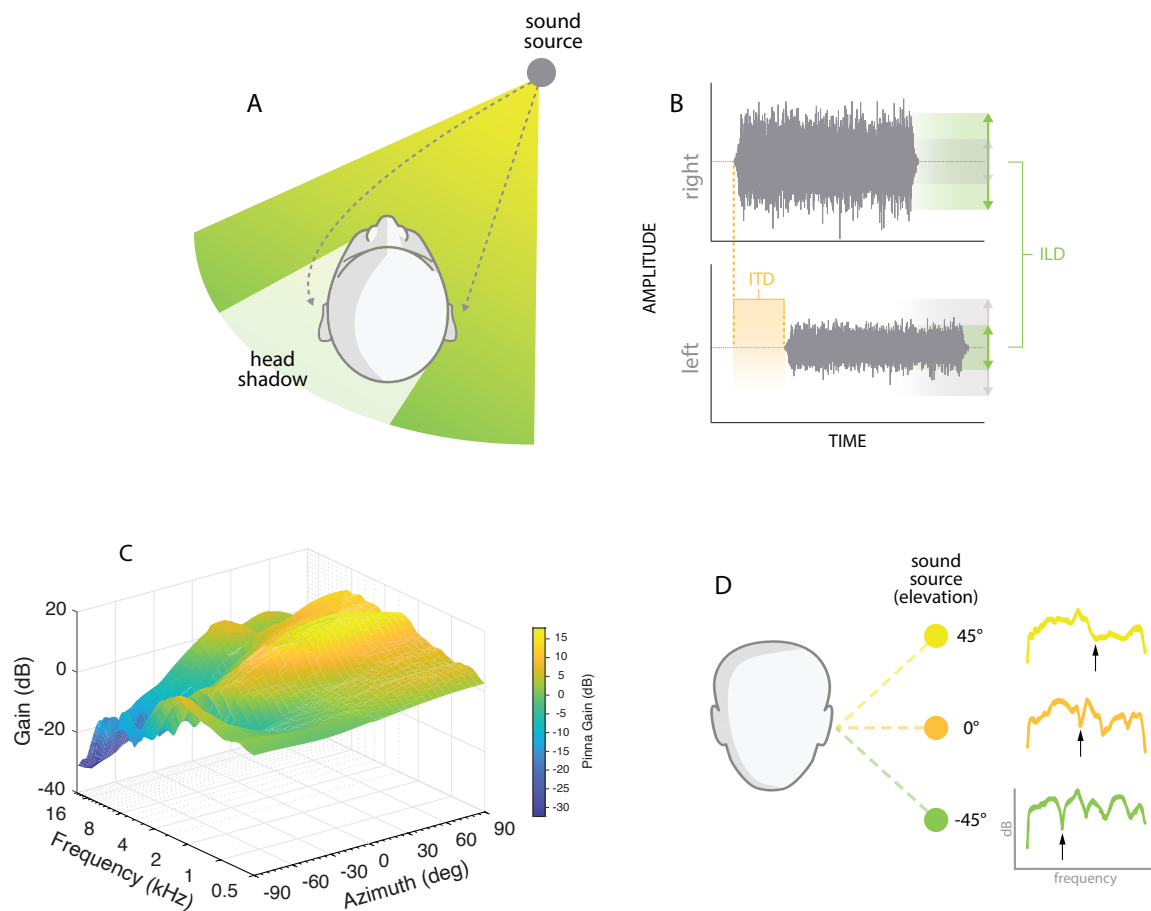 sound
source
A
head
shadow
B
AMPLITUDE
right
left
ITD
ILD
TIME
C
Gain (dB)
20
0
-20
-40
16
8
4
2
1
0.5
Frequency (kHz)
-90
-60
-30
0
30
60
90
Azimuth (deg)
15
10
5
0
-5
-10
-15
-20
-25
-30
Pinna Gain (dB)
D
sound
source
(elevation)
45°
0°
-45°
dB
frequency